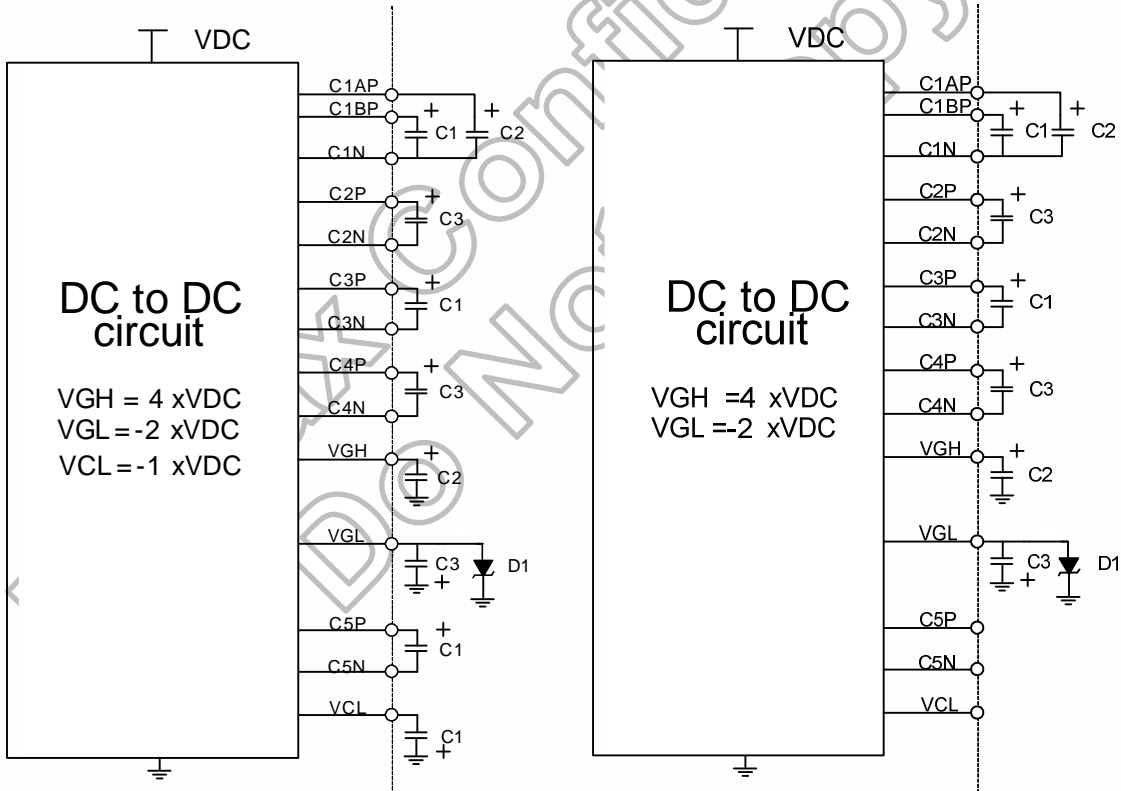 VDC
C1AP
C1BP
+
+
C1
C2
C1N
C2P
+
C3
C2N
C3P
+
C1
C3N
C4P
+
C3
C4N
DC to DC
circuit
VGH = 4 xVDC
VGL = -2 xVDC
VCL = -1 xVDC
VGH
+
C2
VGL
C3
+
D1
C5P
+
C1
C5N
VCL
C1
+
VDC
C1AP
C1BP
+
+
C1
C2
C1N
C2P
+
C3
C2N
C3P
+
C1
C3N
C4P
+
C3
C4N
DC to DC
circuit
VGH =4 xVDC
VGL =-2 xVDC
VGH
+
C2
VGL
C3
+
D1
C5P
C5N
VCL
Do No